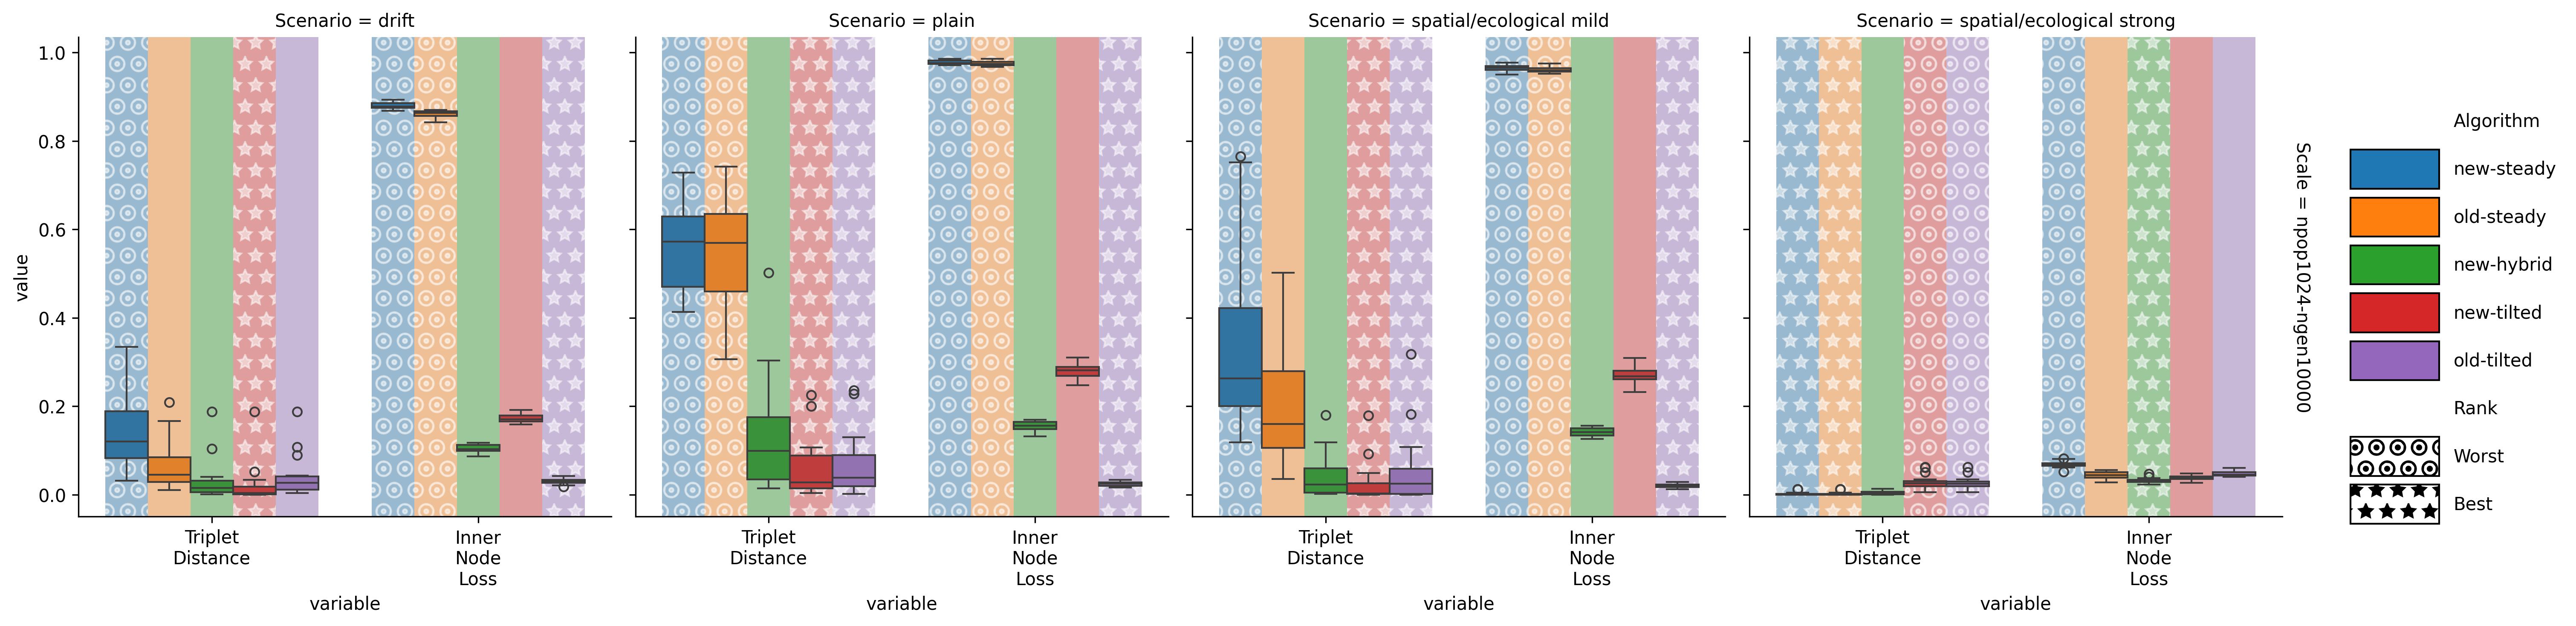 Scenario = drift
Scenario = plain
Scenario = spatial/ecological mild
Scenario = spatial/ecological strong
value
1.0
0.8
0.6
0.4
0.2
0.0
Triplet
Distance
Inner
Node
Loss
variable
Triplet
Distance
Inner
Node
Loss
variable
Triplet
Distance
Inner
Node
Loss
variable
Triplet
Distance
Inner
Node
Loss
variable
Scale = npop1024-ngen10000
Algorithm
new-steady
old-steady
new-hybrid
new-tilted
old-tilted
Rank
Worst
Best